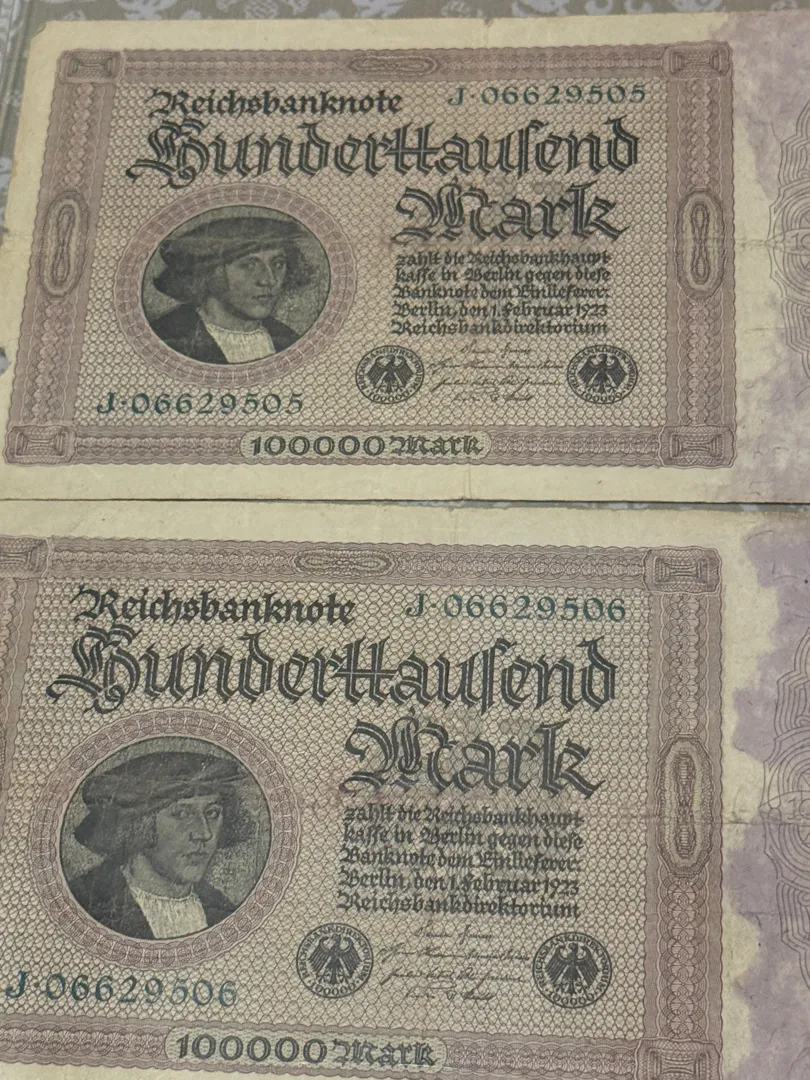 Reichsbanknote J·06629505
Hunderttausend
Mark
zahlt die Reichsbankhaupt-
kasse in Berlin gegen diese
Banknote dem Einlieferer.
Berlin, den 1. Februar 1923
Reichsbankdirektorium
J·06629505
100000 Mark
Reichsbanknote J·06629506
Hunderttausend
Mark
zahlt die Reichsbankhaupt-
kasse in Berlin gegen diese
Banknote dem Einlieferer.
Berlin, den 1. Februar 1923
Reichsbankdirektorium
J·06629506
100000 Mark